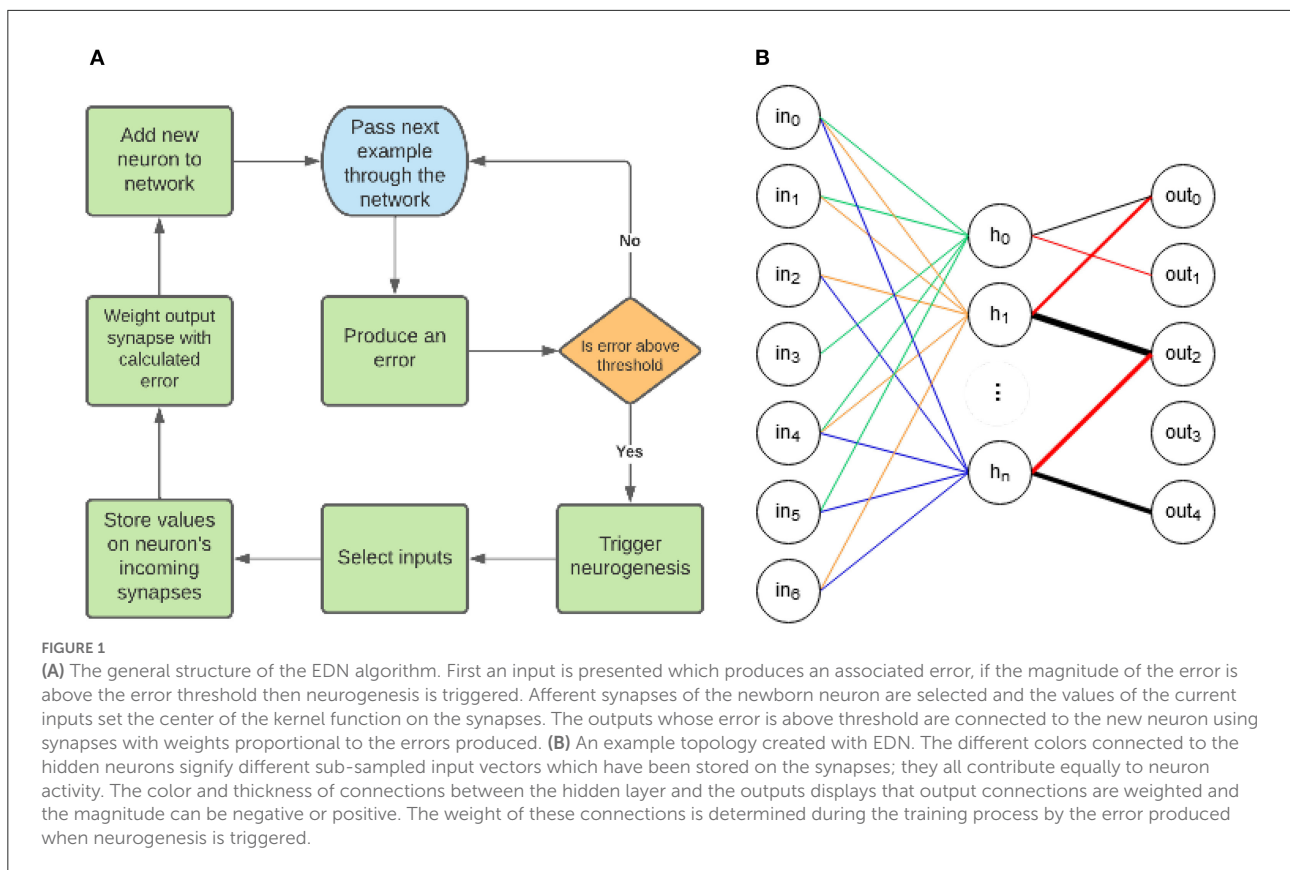 A
Add new
neuron to
network
Pass next
example
through the
network
No
Weight output
synapse with
calculated
error
Produce an
error
Is error above
threshold
Yes
Store values
on neuron's
incoming
synapses
Select inputs
Trigger
neurogenesis
B
in0
in1
in2
in3
in4
in5
in6
h0
h1
⋮
hn
out0
out1
out2
out3
out4
FIGURE 1
(A) The general structure of the EDN algorithm. First an input is presented which produces an associated error, if the magnitude of the error is
above the error threshold then neurogenesis is triggered. Afferent synapses of the newborn neuron are selected and the values of the current
inputs set the center of the kernel function on the synapses. The outputs whose error is above threshold are connected to the new neuron using
synapses with weights proportional to the errors produced. (B) An example topology created with EDN. The different colors connected to the
hidden neurons signify different sub-sampled input vectors which have been stored on the synapses; they all contribute equally to neuron
activity. The color and thickness of connections between the hidden layer and the outputs displays that output connections are weighted and
the magnitude can be negative or positive. The weight of these connections is determined during the training process by the error produced
when neurogenesis is triggered.